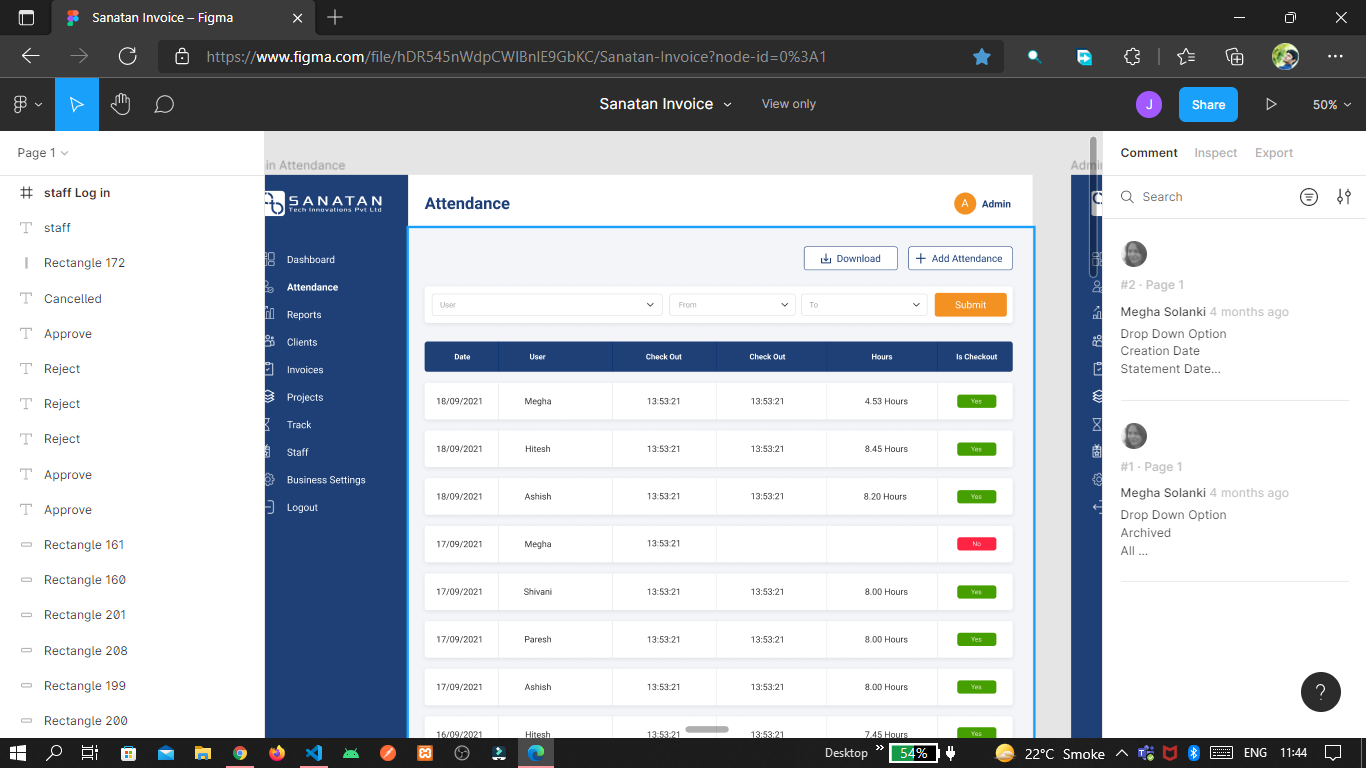 Sanatan Invoice – Figma
https://www.figma.com/file/hDR545nWdpCWIBnlE9GbKC/Sanatan-Invoice?node-id=0%3A1
Sanatan Invoice
View only
J
Share
50%
Page 1
staff Log in
staff
Rectangle 172
Cancelled
Approve
Reject
Reject
Reject
Approve
Approve
Rectangle 161
Rectangle 160
Rectangle 201
Rectangle 208
Rectangle 199
Rectangle 200
in Attendance
SANATAN
Tech Innovations Pvt Ltd
Dashboard
Attendance
Reports
Clients
Invoices
Projects
Track
Staff
Business Settings
Logout
Attendance
A Admin
Download
Add Attendance
User From To Submit
Date User Check Out Check Out Hours Is Checkout
18/09/2021 Megha 13:53:21 13:53:21 4.53 Hours Yes
18/09/2021 Hitesh 13:53:21 13:53:21 8.45 Hours Yes
18/09/2021 Ashish 13:53:21 13:53:21 8.20 Hours Yes
17/09/2021 Megha 13:53:21 No
17/09/2021 Shivani 13:53:21 13:53:21 8.00 Hours Yes
17/09/2021 Paresh 13:53:21 13:53:21 8.00 Hours Yes
17/09/2021 Ashish 13:53:21 13:53:21 8.00 Hours Yes
16/09/2021 Hitesh 13:53:21 13:53:21 7.45 Hours Yes
Admi
Comment Inspect Export
Search
#2 · Page 1
Megha Solanki 4 months ago
Drop Down Option
Creation Date
Statement Date...
#1 · Page 1
Megha Solanki 4 months ago
Drop Down Option
Archived
All ...
?
Desktop
54%
22°C Smoke
ENG
11:44